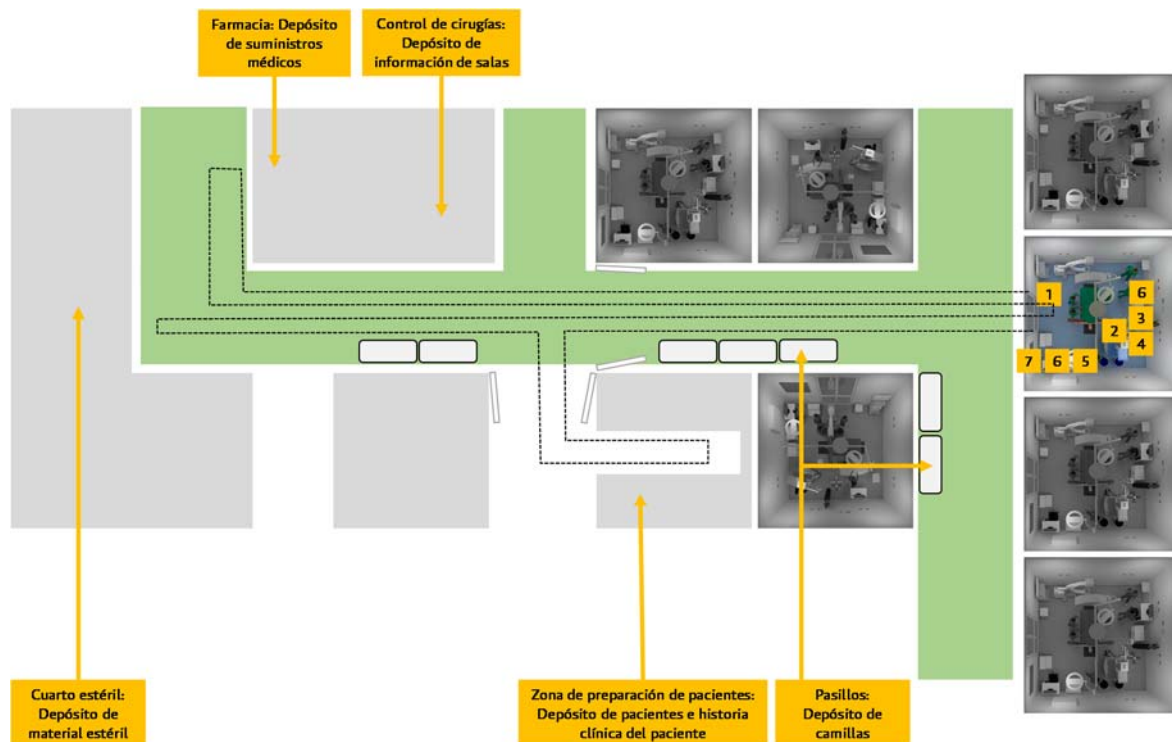 Farmacia: Depósito
de suministros
médicos
Control de cirugías:
Depósito de
información de salas
1
6
3
2
4
7
6
5
Cuarto estéril:
Depósito de
material estéril
Zona de preparación de pacientes:
Depósito de pacientes e historia
clínica del paciente
Pasillos:
Depósito de
camillas